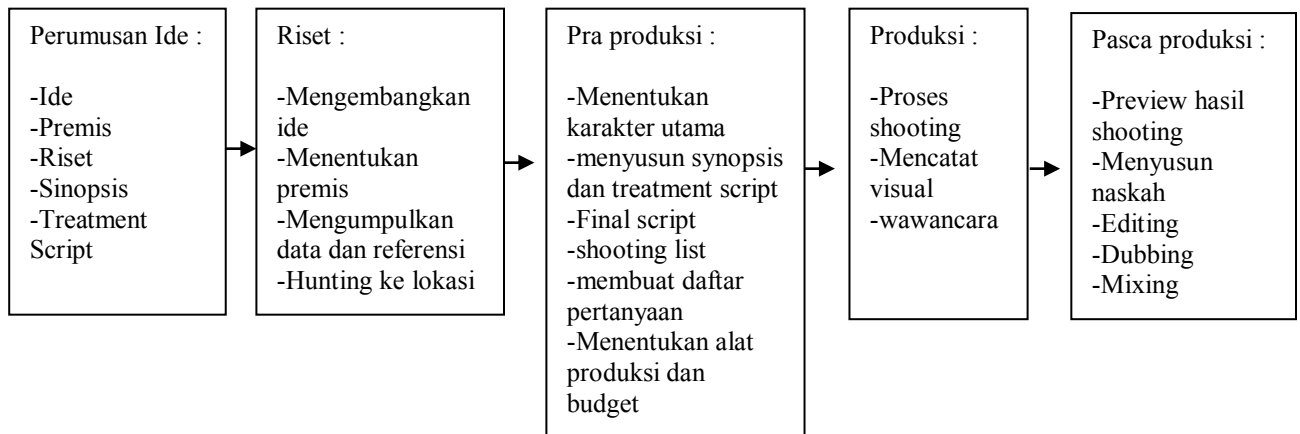 Perumusan Ide :
-Ide
-Premis
-Riset
-Sinopsis
-Treatment
Script
Riset :
-Mengembangkan
ide
-Menentukan
premis
-Mengumpulkan
data dan referensi
-Hunting ke lokasi
Pra produksi :
-Menentukan
karakter utama
-menyusun synopsis
dan treatment script
-Final script
-shooting list
-membuat daftar
pertanyaan
-Menentukan alat
produksi dan
budget
Produksi :
-Proses
shooting
-Mencatat
visual
-wawancara
Pasca produksi :
-Preview hasil
shooting
-Menyusun
naskah
-Editing
-Dubbing
-Mixing